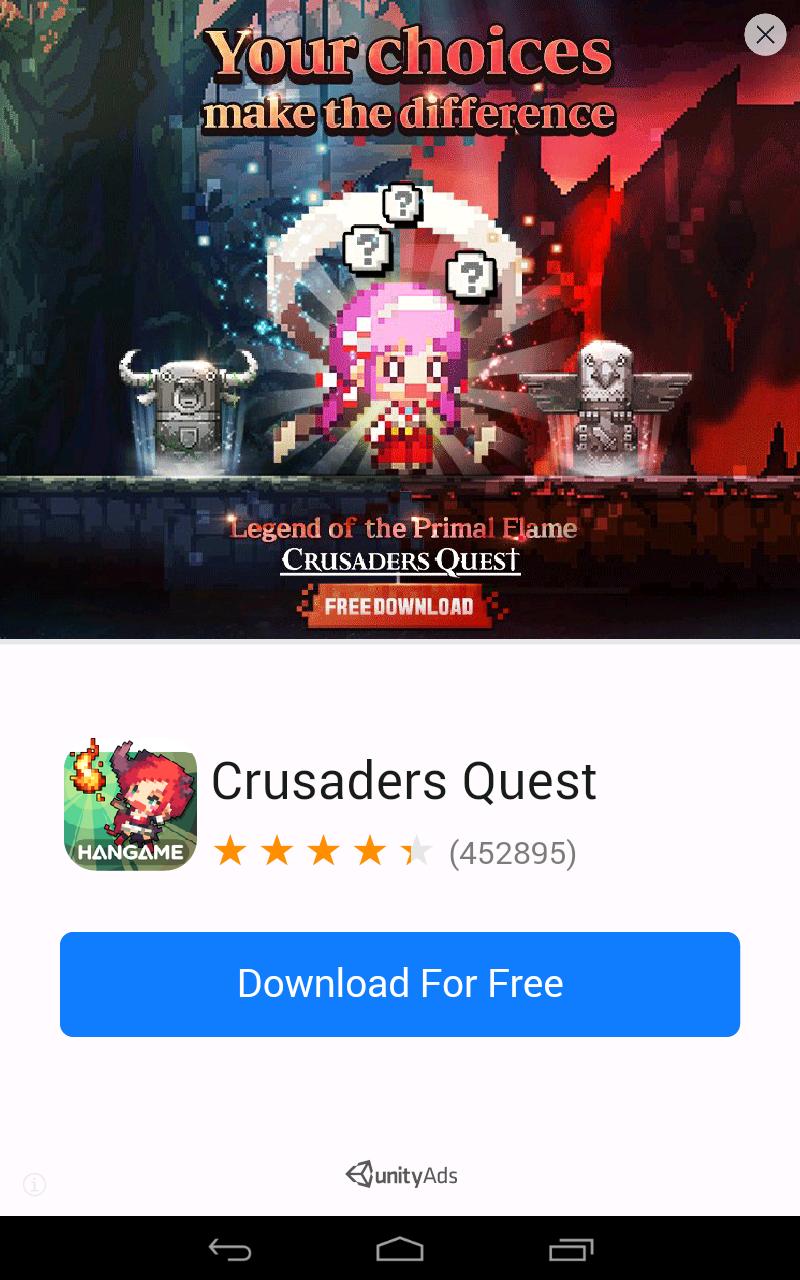 Your choices
make the difference
?
?
?
Legend of the Primal Flame
CRUSADERS QUEST
FREE DOWNLOAD
HANGAME
Crusaders Quest
(452895)
Download For Free
unityAds